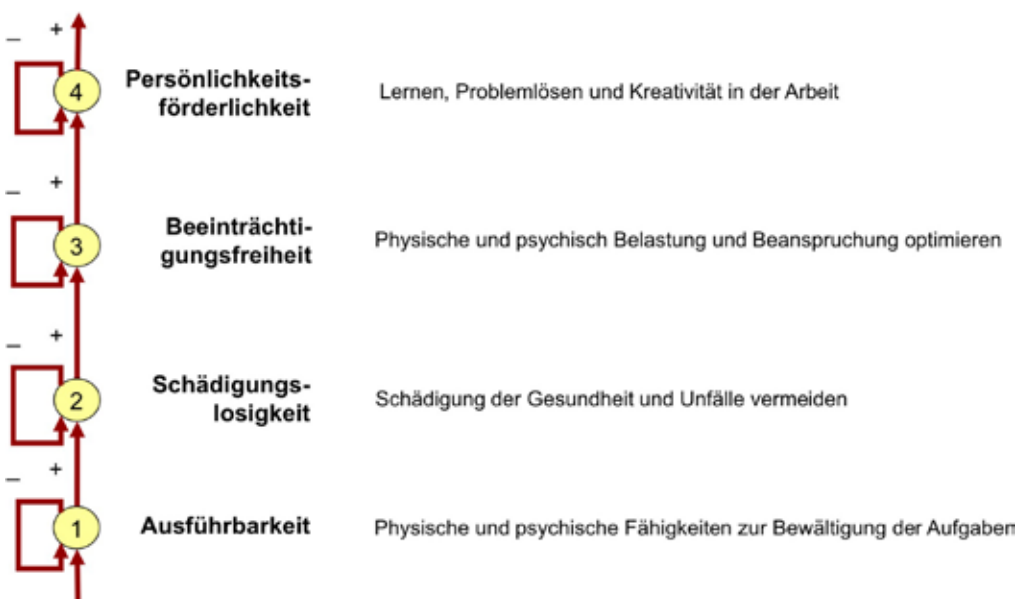 – +
4 Persönlichkeits-
förderlichkeit
Lernen, Problemlösen und Kreativität in der Arbeit
– +
3 Beeinträchti-
gungsfreiheit
Physische und psychisch Belastung und Beanspruchung optimieren
– +
2 Schädigungs-
losigkeit
Schädigung der Gesundheit und Unfälle vermeiden
– +
1 Ausführbarkeit
Physische und psychische Fähigkeiten zur Bewältigung der Aufgaben